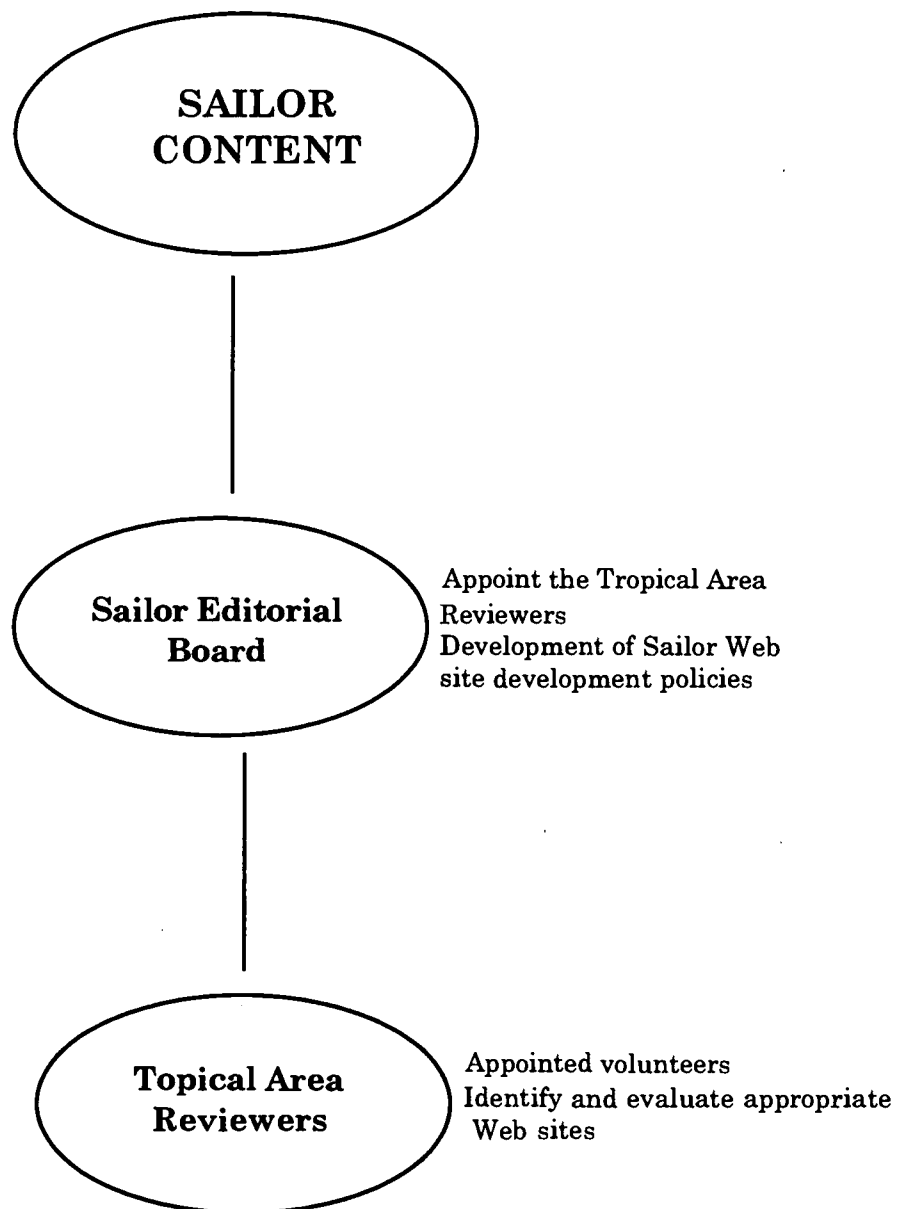 SAILOR
CONTENT
Sailor Editorial
Board
Appoint the Tropical Area
Reviewers
Development of Sailor Web
site development policies
Topical Area
Reviewers
Appointed volunteers
Identify and evaluate appropriate
Web sites